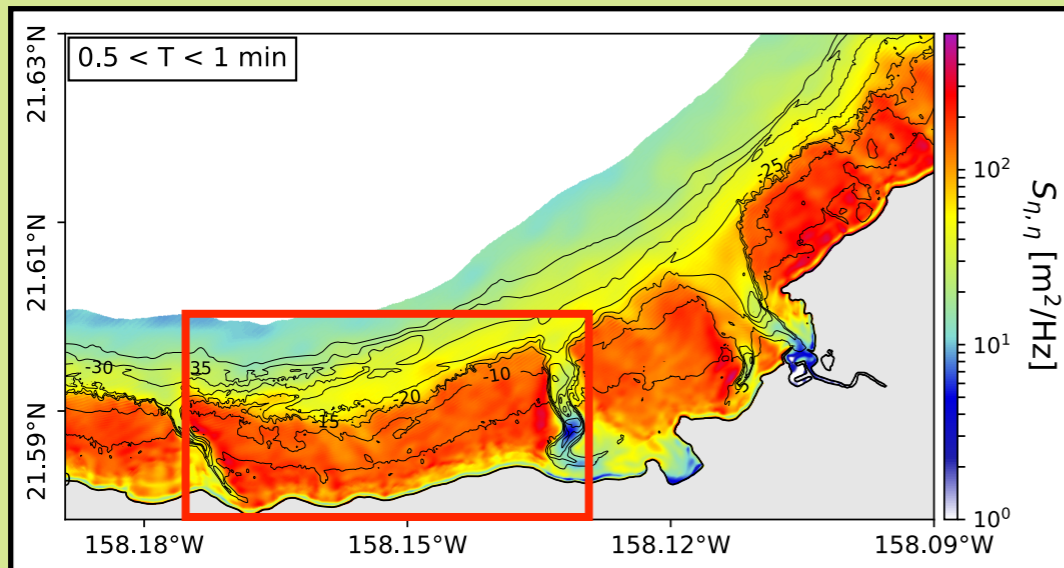 0.5 < T < 1 min
21.63°N
21.61°N
21.59°N
-25
-30
-35
-10
-20
-15
158.18°W
158.15°W
158.12°W
158.09°W
10²
10¹
10⁰
Sη,η [m²/Hz]